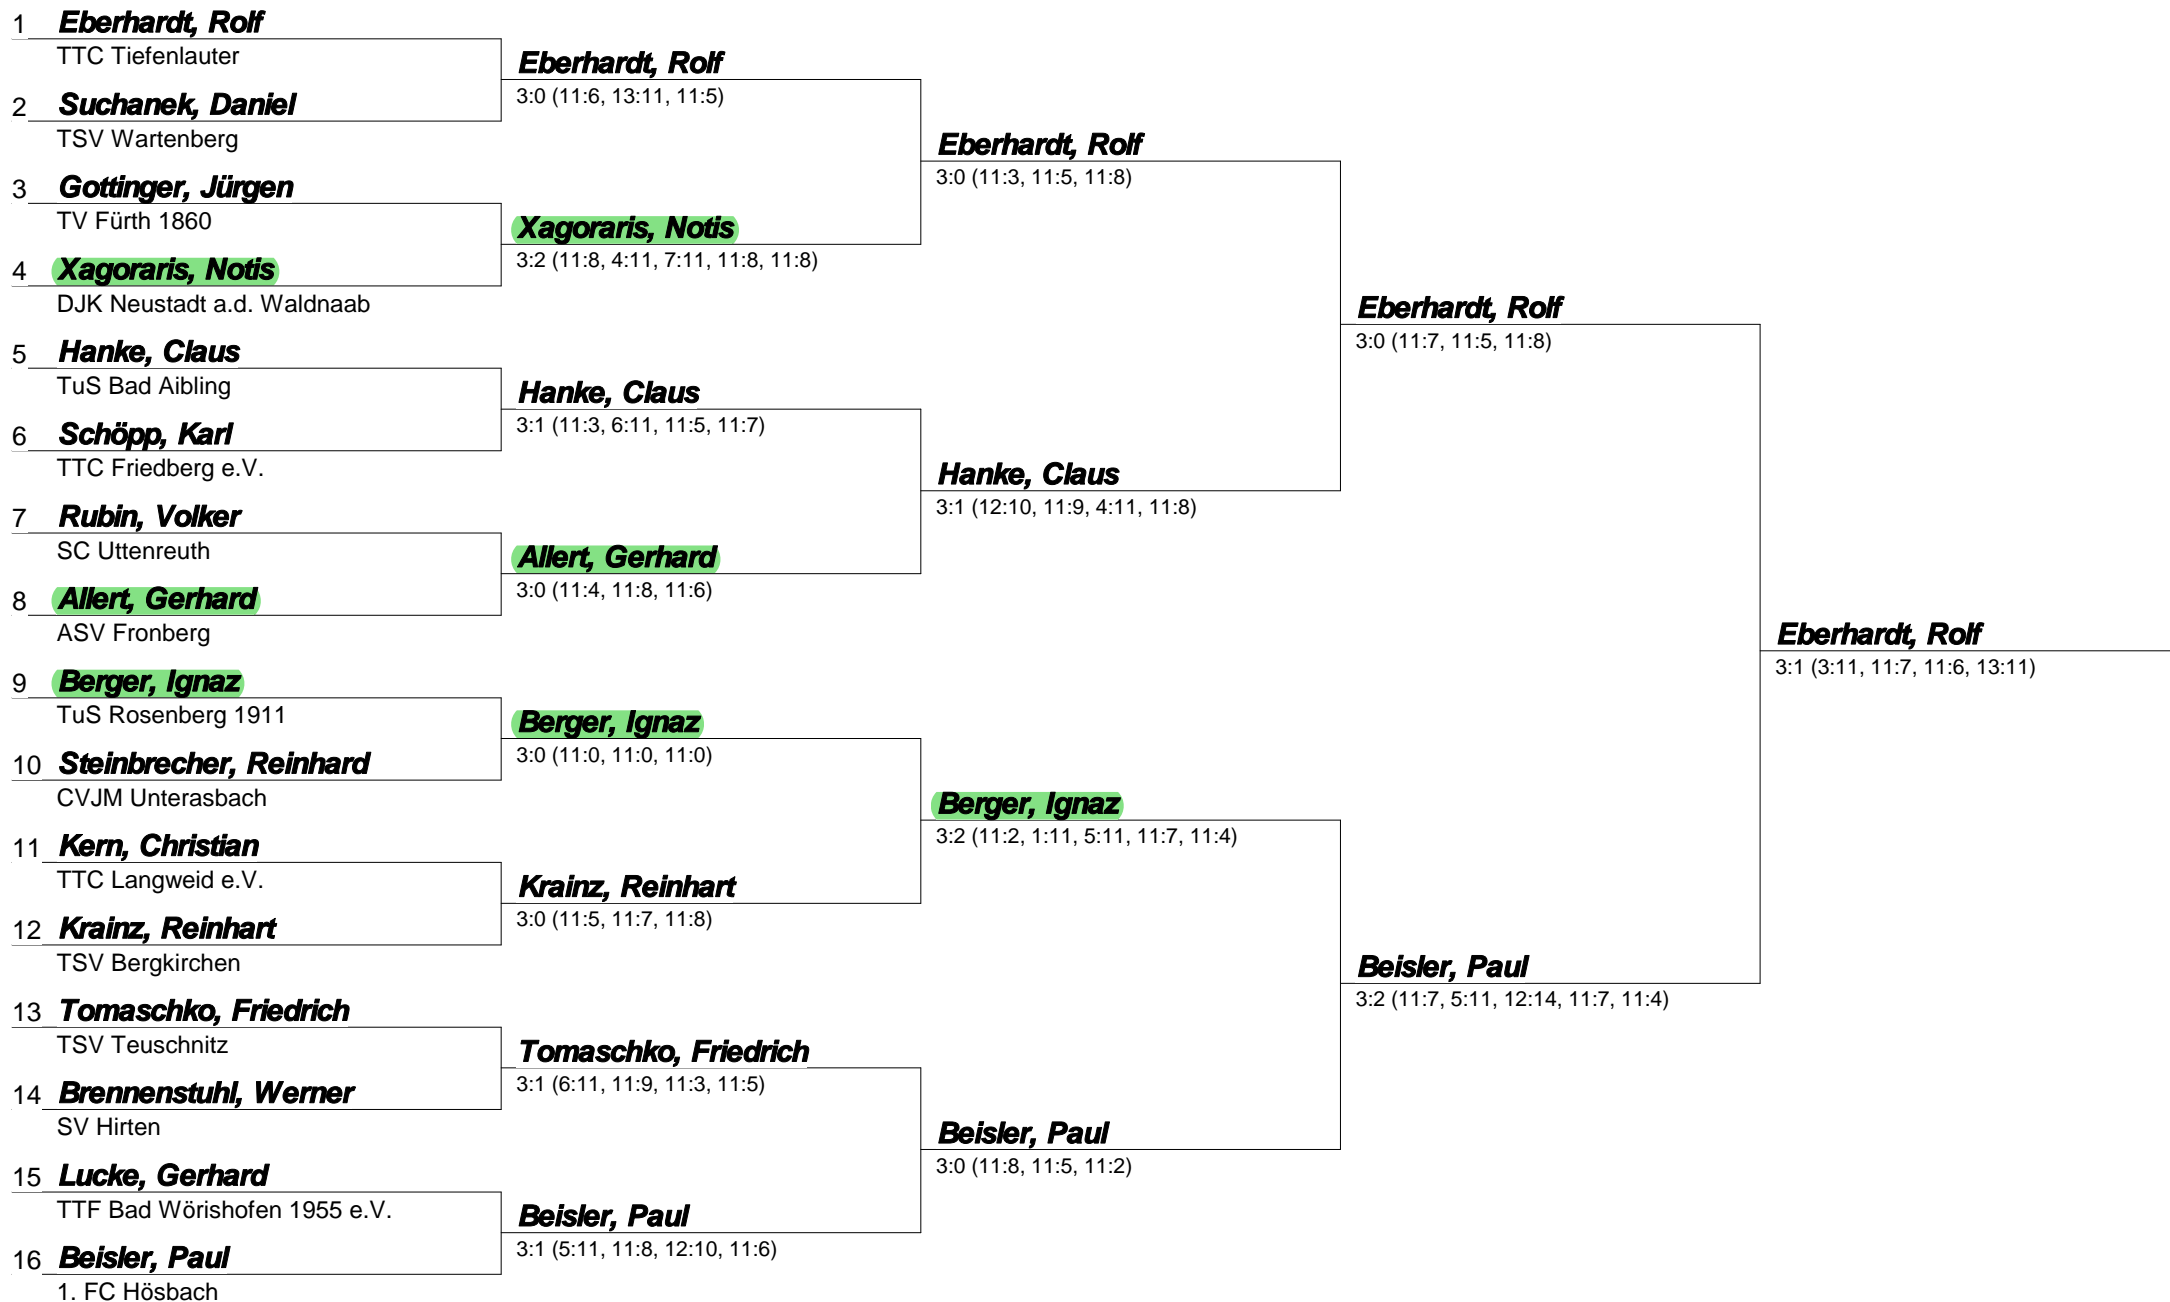 1 Eberhardt, Rolf
TTC Tiefenlauter
2 Suchanek, Daniel
TSV Wartenberg
3 Gottinger, Jürgen
TV Fürth 1860
4 Xagoraris, Notis
DJK Neustadt a.d. Waldnaab
5 Hanke, Claus
TuS Bad Aibling
6 Schöpp, Karl
TTC Friedberg e.V.
7 Rubin, Volker
SC Uttenreuth
8 Allert, Gerhard
ASV Fronberg
9 Berger, Ignaz
TuS Rosenberg 1911
10 Steinbrecher, Reinhard
CVJM Unterasbach
11 Kern, Christian
TTC Langweid e.V.
12 Krainz, Reinhart
TSV Bergkirchen
13 Tomaschko, Friedrich
TSV Teuschnitz
14 Brennenstuhl, Werner
SV Hirten
15 Lucke, Gerhard
TTF Bad Wörishofen 1955 e.V.
16 Beisler, Paul
1. FC Hösbach
Eberhardt, Rolf
3:0 (11:6, 13:11, 11:5)
Xagoraris, Notis
3:2 (11:8, 4:11, 7:11, 11:8, 11:8)
Hanke, Claus
3:1 (11:3, 6:11, 11:5, 11:7)
Allert, Gerhard
3:0 (11:4, 11:8, 11:6)
Berger, Ignaz
3:0 (11:0, 11:0, 11:0)
Krainz, Reinhart
3:0 (11:5, 11:7, 11:8)
Tomaschko, Friedrich
3:1 (6:11, 11:9, 11:3, 11:5)
Beisler, Paul
3:1 (5:11, 11:8, 12:10, 11:6)
Eberhardt, Rolf
3:0 (11:3, 11:5, 11:8)
Hanke, Claus
3:1 (12:10, 11:9, 4:11, 11:8)
Berger, Ignaz
3:2 (11:2, 1:11, 5:11, 11:7, 11:4)
Beisler, Paul
3:0 (11:8, 11:5, 11:2)
Eberhardt, Rolf
3:0 (11:7, 11:5, 11:8)
Beisler, Paul
3:2 (11:7, 5:11, 12:14, 11:7, 11:4)
Eberhardt, Rolf
3:1 (3:11, 11:7, 11:6, 13:11)